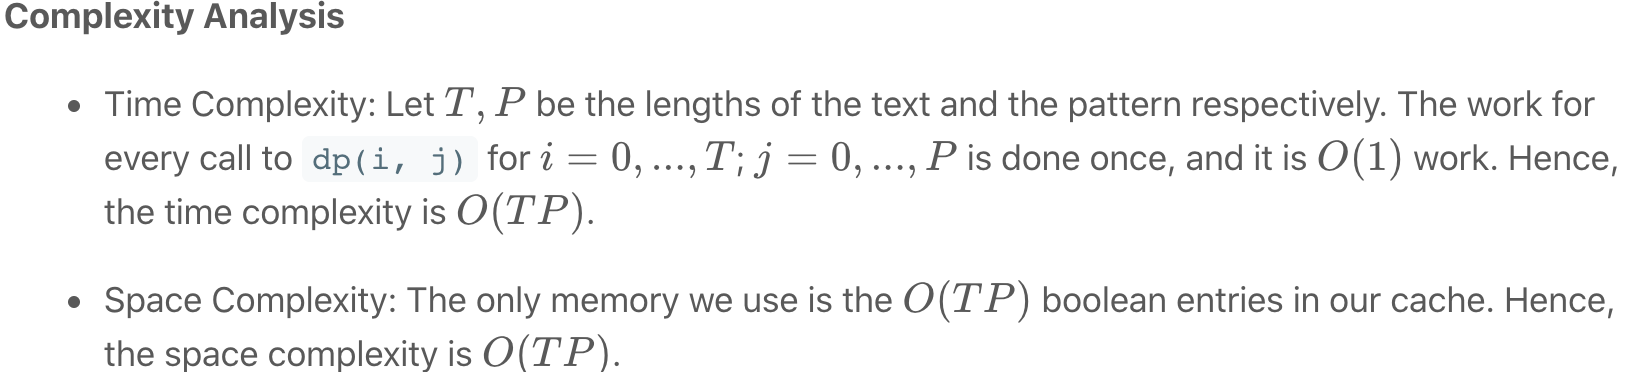 Complexity Analysis
• Time Complexity: Let T, P be the lengths of the text and the pattern respectively. The work for
every call to dp(i, j) for i = 0, ..., T; j = 0, ..., P is done once, and it is O(1) work. Hence,
the time complexity is O(TP).
• Space Complexity: The only memory we use is the O(TP) boolean entries in our cache. Hence,
the space complexity is O(TP).